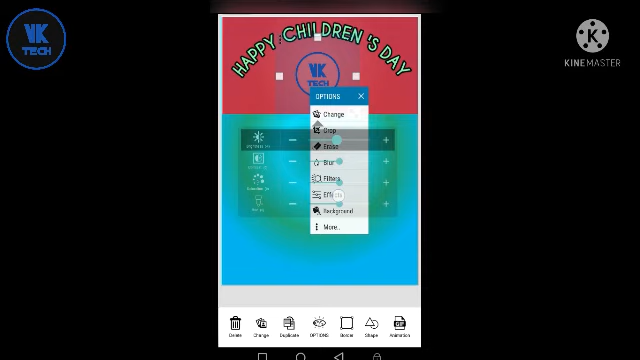 VK
TECH
KINEMASTER
HAPPY CHILDREN'S DAY
VK
TECH
OPTIONS
Change
Crop
Erase
Blur
Filters
Background
More..
Delete
Change
Duplicate
OPTIONS
Border
Shape
Animation